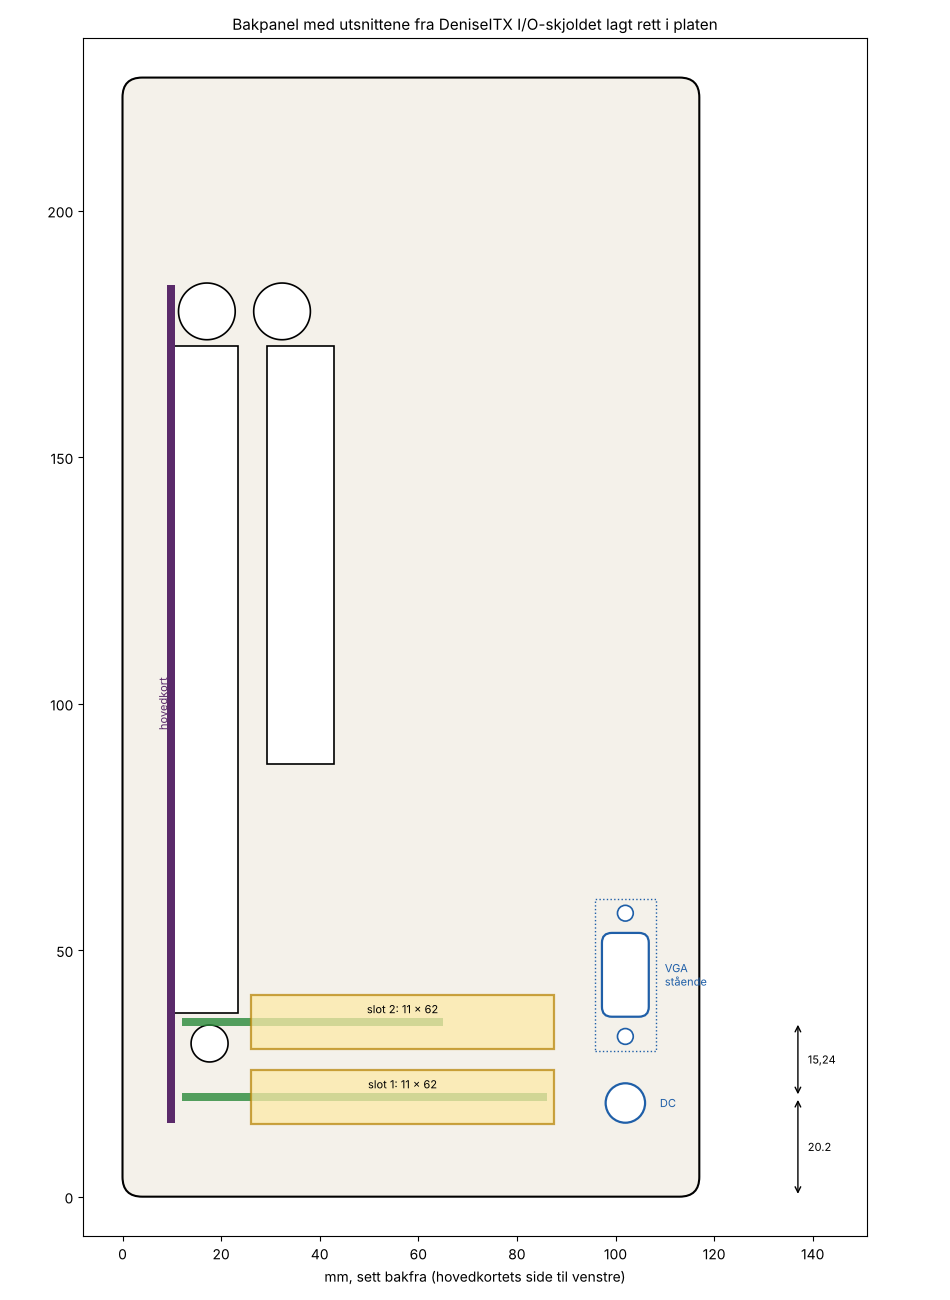 Bakpanel med utsnittene fra DeniseITX I/O-skjoldet lagt rett i platen
200
150
hovedkort
100
50
VGA
stående
slot 2: 11 × 62
15,24
slot 1: 11 × 62
DC
20.2
0
0 20 40 60 80 100 120 140
mm, sett bakfra (hovedkortets side til venstre)